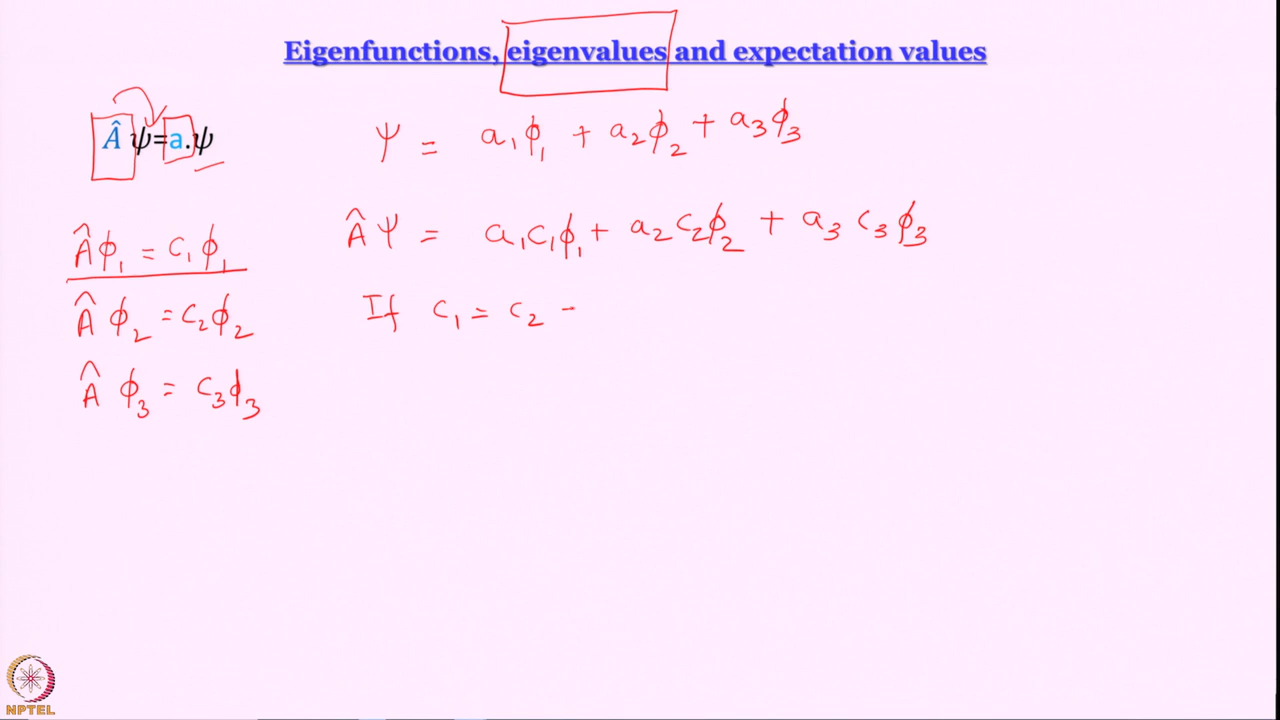 Eigenfunctions, eigenvalues and expectation values
Âψ=a.ψ
ψ = a₁ϕ₁ + a₂ϕ₂ + a₃ϕ₃
Âϕ₁ = c₁ϕ₁
Âψ = a₁c₁ϕ₁ + a₂c₂ϕ₂ + a₃c₃ϕ₃
Âϕ₂ = c₂ϕ₂
If c₁ = c₂ -
Âϕ₃ = c₃ϕ₃
NPTEL